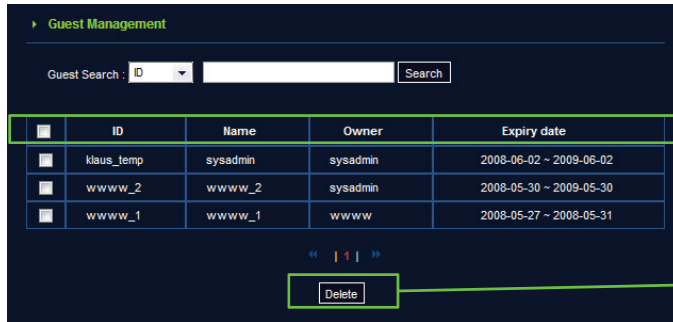 Guest Management
Guest Search : ID Search
ID Name Owner Expiry date
klaus_temp sysadmin sysadmin 2008-06-02 ~ 2009-06-02
wwww_2 wwww_2 sysadmin 2008-05-30 ~ 2009-05-30
wwww_1 wwww_1 wwww 2008-05-27 ~ 2008-05-31
| 1 |
Delete